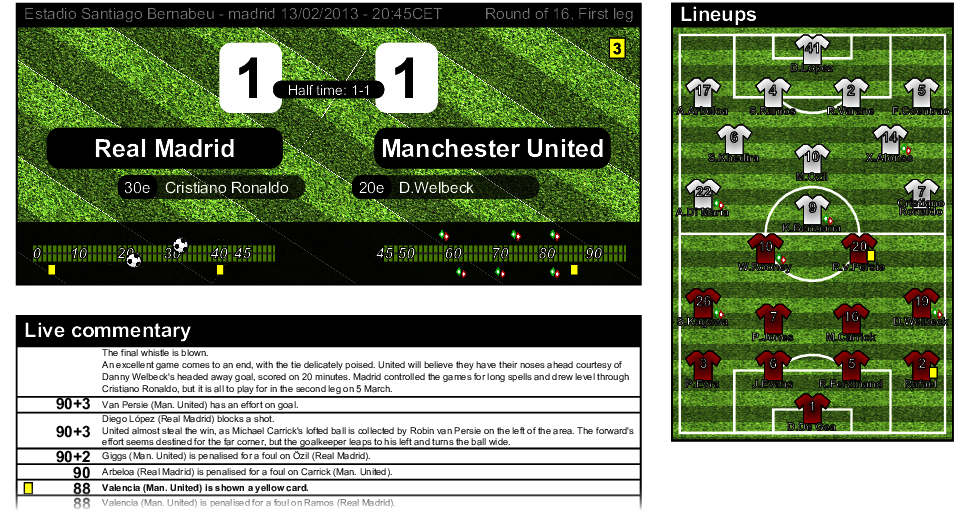 Estadio Santiago Bernabeu - madrid 13/02/2013 - 20:45CET
Round of 16, First leg
3
1 1
Half time: 1-1
Real Madrid
Manchester United
30e Cristiano Ronaldo
20e D.Welbeck
0 10 20 30 40 45
45 50 60 70 80 90
Live commentary
The final whistle is blown.
An excellent game comes to an end, with the tie delicately poised. United will believe they have their noses ahead courtesy of
Danny Welbeck's headed away goal, scored on 20 minutes. Madrid controlled the games for long spells and drew level through
Cristiano Ronaldo, but it is all to play for in the second leg on 5 March.
90+3 Van Persie (Man. United) has an effort on goal.
Diego López (Real Madrid) blocks a shot.
90+3 United almost steal the win, as Michael Carrick's lofted ball is collected by Robin van Persie on the left of the area. The forward's
effort seems destined for the far corner, but the goalkeeper leaps to his left and turns the ball wide.
90+2 Giggs (Man. United) is penalised for a foul on Özil (Real Madrid).
90 Arbeloa (Real Madrid) is penalised for a foul on Carrick (Man. United).
88 Valencia (Man. United) is shown a yellow card.
88 Valencia (Man. United) is penalised for a foul on Ramos (Real Madrid).
Lineups
41
D.Lopez
17 4 2 5
A.Arbeloa S.Ramos R.Varane F.Coentrao
6 14
S.Khedira X.Alonso
10
M.Ozil
22 7
A.Di Maria Cristiano
Ronaldo
9
K.Benzema
10 20
W.Rooney R.V.Persie
26 19
S.Kagawa D.Welbeck
7 16
P.Jones M.Carrick
3 6 5 2
P.Evra J.Evans R.Ferdinand Rafael
1
D.De Gea